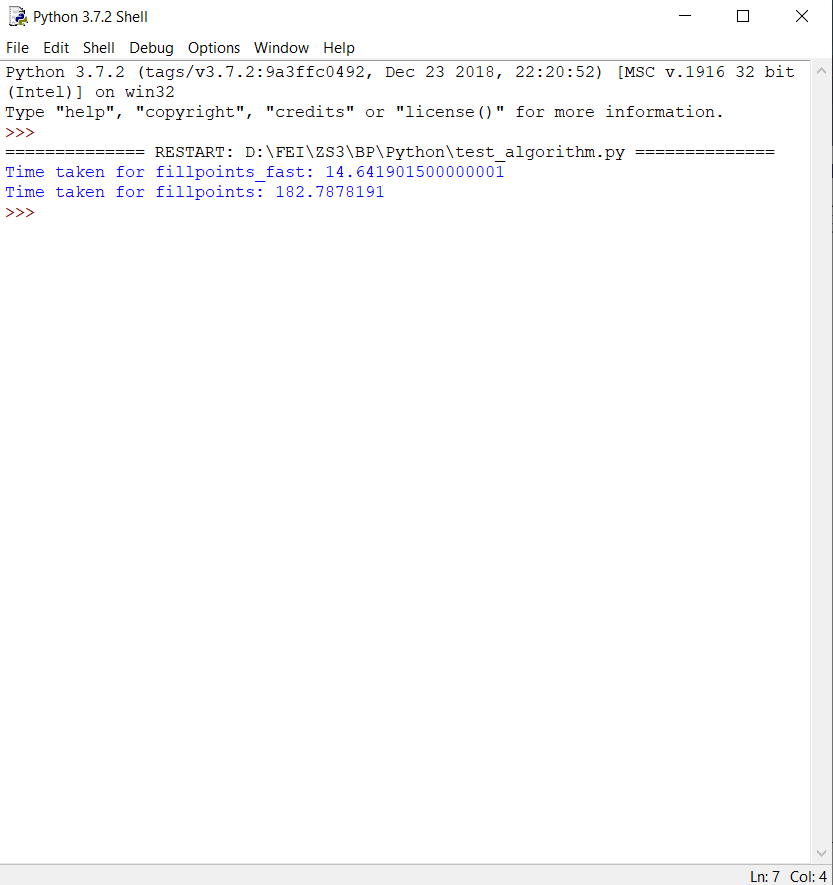 Python 3.7.2 Shell
File Edit Shell Debug Options Window Help
Python 3.7.2 (tags/v3.7.2:9a3ffc0492, Dec 23 2018, 22:20:52) [MSC v.1916 32 bit
(Intel)] on win32
Type "help", "copyright", "credits" or "license()" for more information.
>>>
============== RESTART: D:\FEI\ZS3\BP\Python\test_algorithm.py ==============
Time taken for fillpoints_fast: 14.641901500000001
Time taken for fillpoints: 182.7878191
>>>
Ln: 7 Col: 4